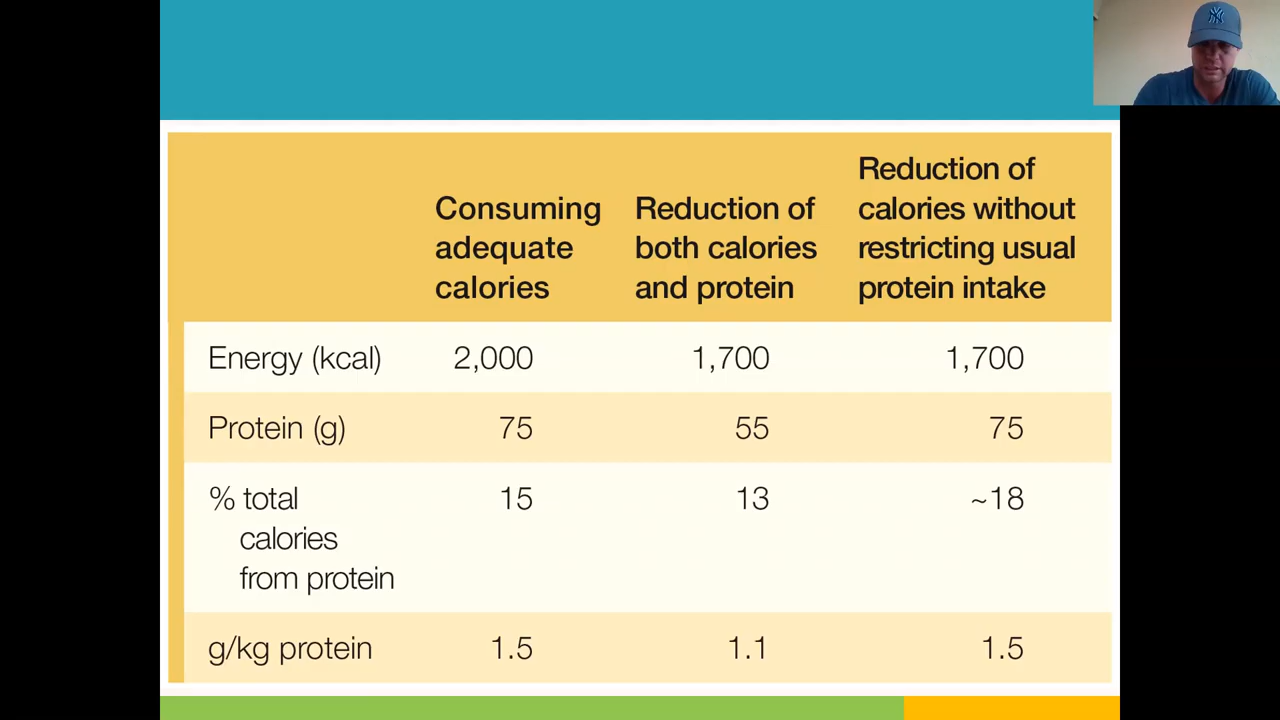 Consuming
adequate
calories
Reduction of
both calories
and protein
Reduction of
calories without
restricting usual
protein intake
Energy (kcal) 2,000 1,700 1,700
Protein (g) 75 55 75
% total 15 13 ~18
calories
from protein
g/kg protein 1.5 1.1 1.5
NY